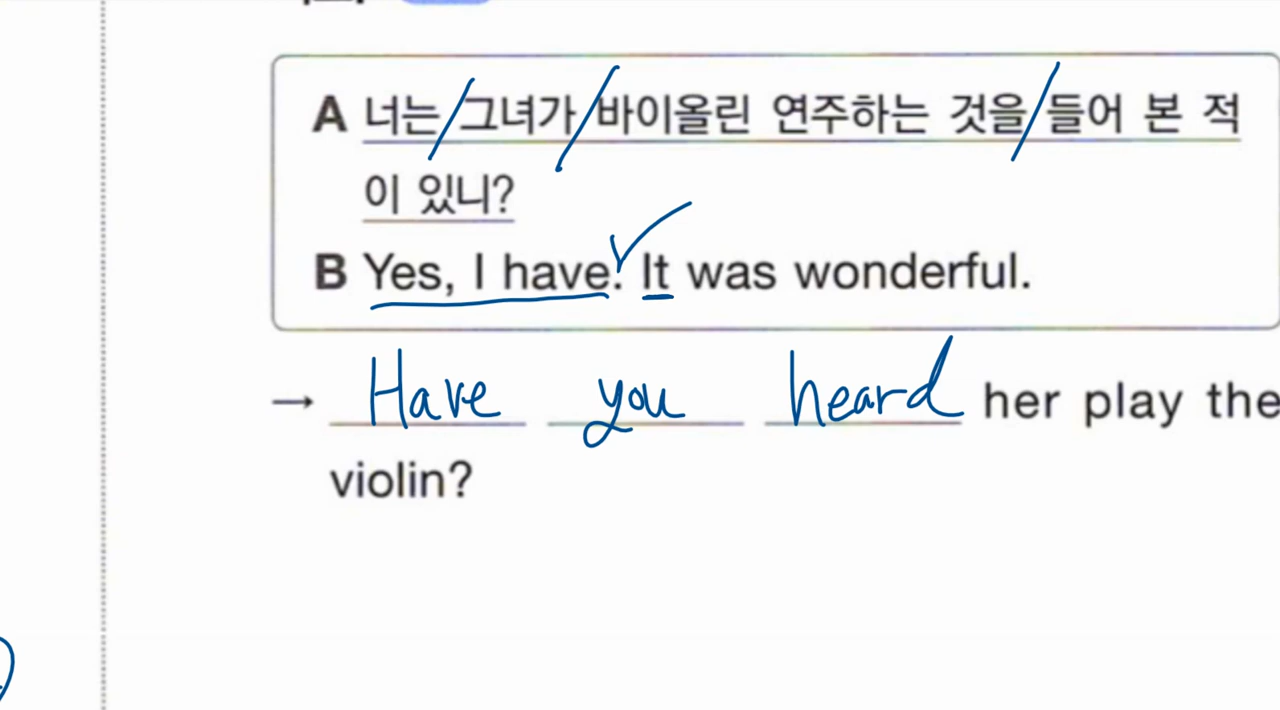 A 너는 그녀가 바이올린 연주하는 것을 들어 본 적
이 있니?
B Yes, I have. It was wonderful.
→ Have you heard her play the
violin?